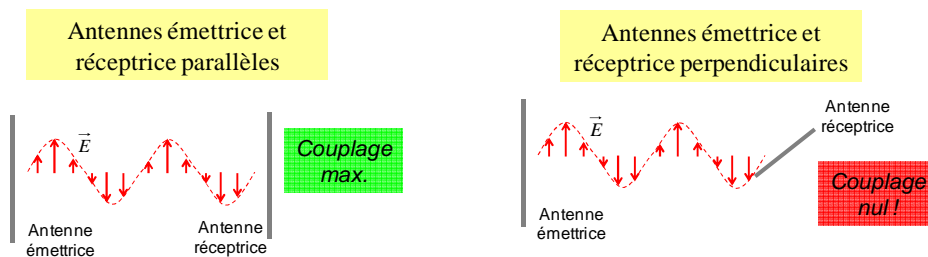 Antennes émettrice et
réceptrice parallèles
E
Couplage
max.
Antenne
émettrice
Antenne
réceptrice
Antennes émettrice et
réceptrice perpendiculaires
E
Antenne
réceptrice
Couplage
nul !
Antenne
émettrice